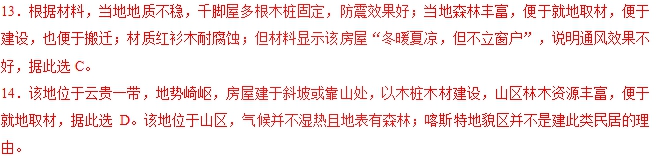 13．根据材料，当地地质不稳，千脚屋多根木桩固定，防震效果好；当地森林丰富，便于就地取材，便于
建设，也便于搬迁；材质红衫木耐腐蚀；但材料显示该房屋“冬暖夏凉，但不立窗户”，说明通风效果不
好，据此选 C。
14．该地位于云贵一带，地势崎岖，房屋建于斜坡或靠山处，以木桩木材建设，山区林木资源丰富，便于
就地取材，据此选 D。该地位于山区，气候并不湿热且地表有森林；喀斯特地貌区并不是建此类民居的理
由。